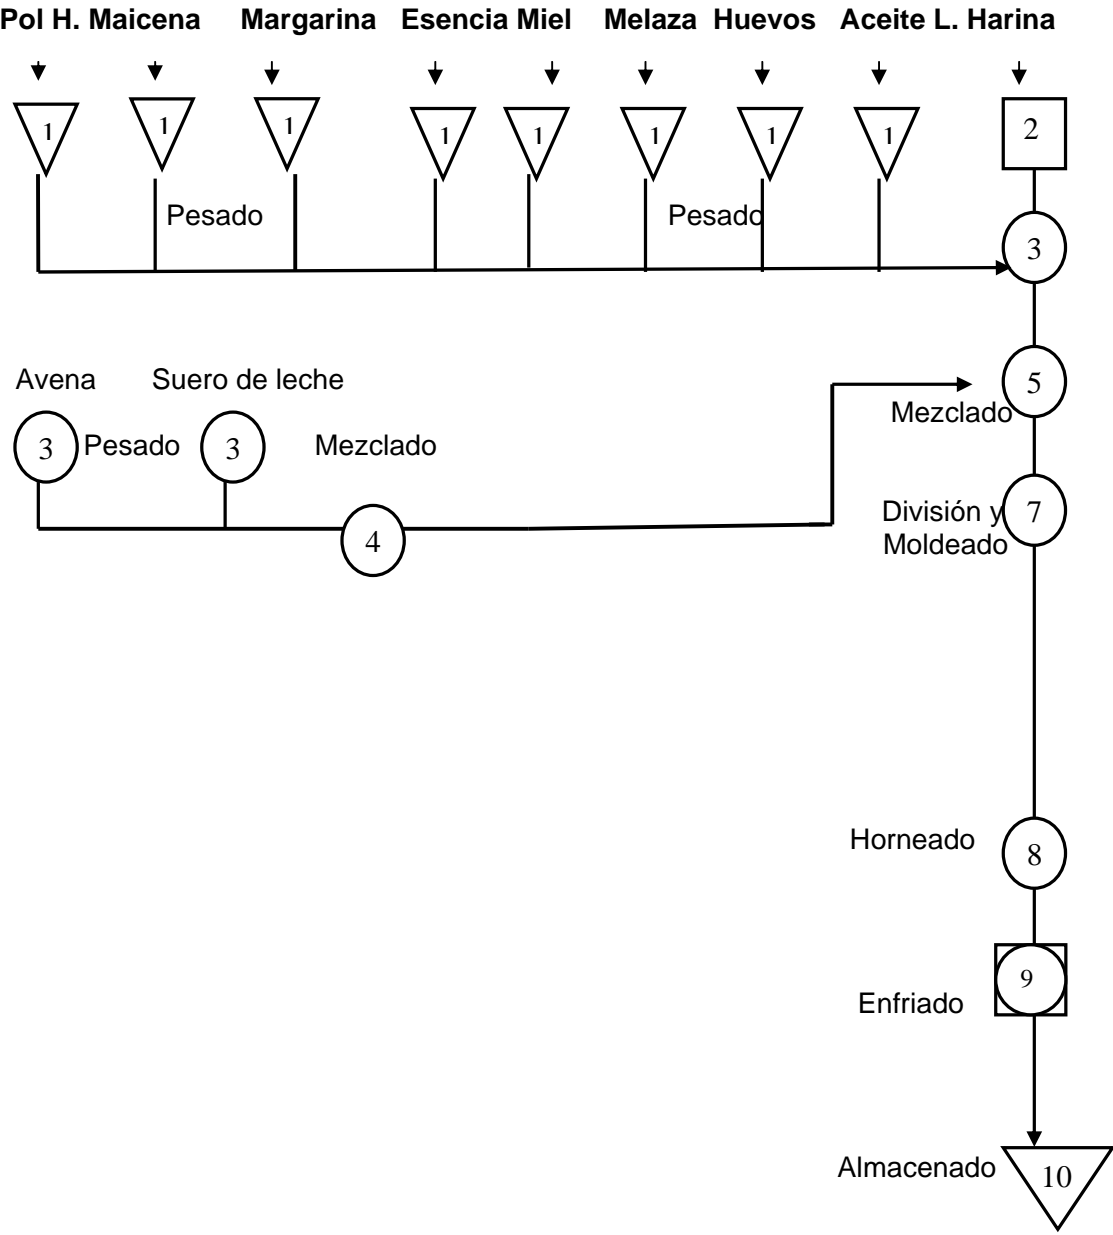 Pol H. Maicena Margarina Esencia Miel Melaza Huevos Aceite L. Harina
1 1 1 1 1 1 1 1 2
Pesado Pesado
3
Avena Suero de leche
5
Mezclado
3 Pesado 3 Mezclado
División y 7
Moldeado
4
Horneado
8
9
Enfriado
Almacenado 10